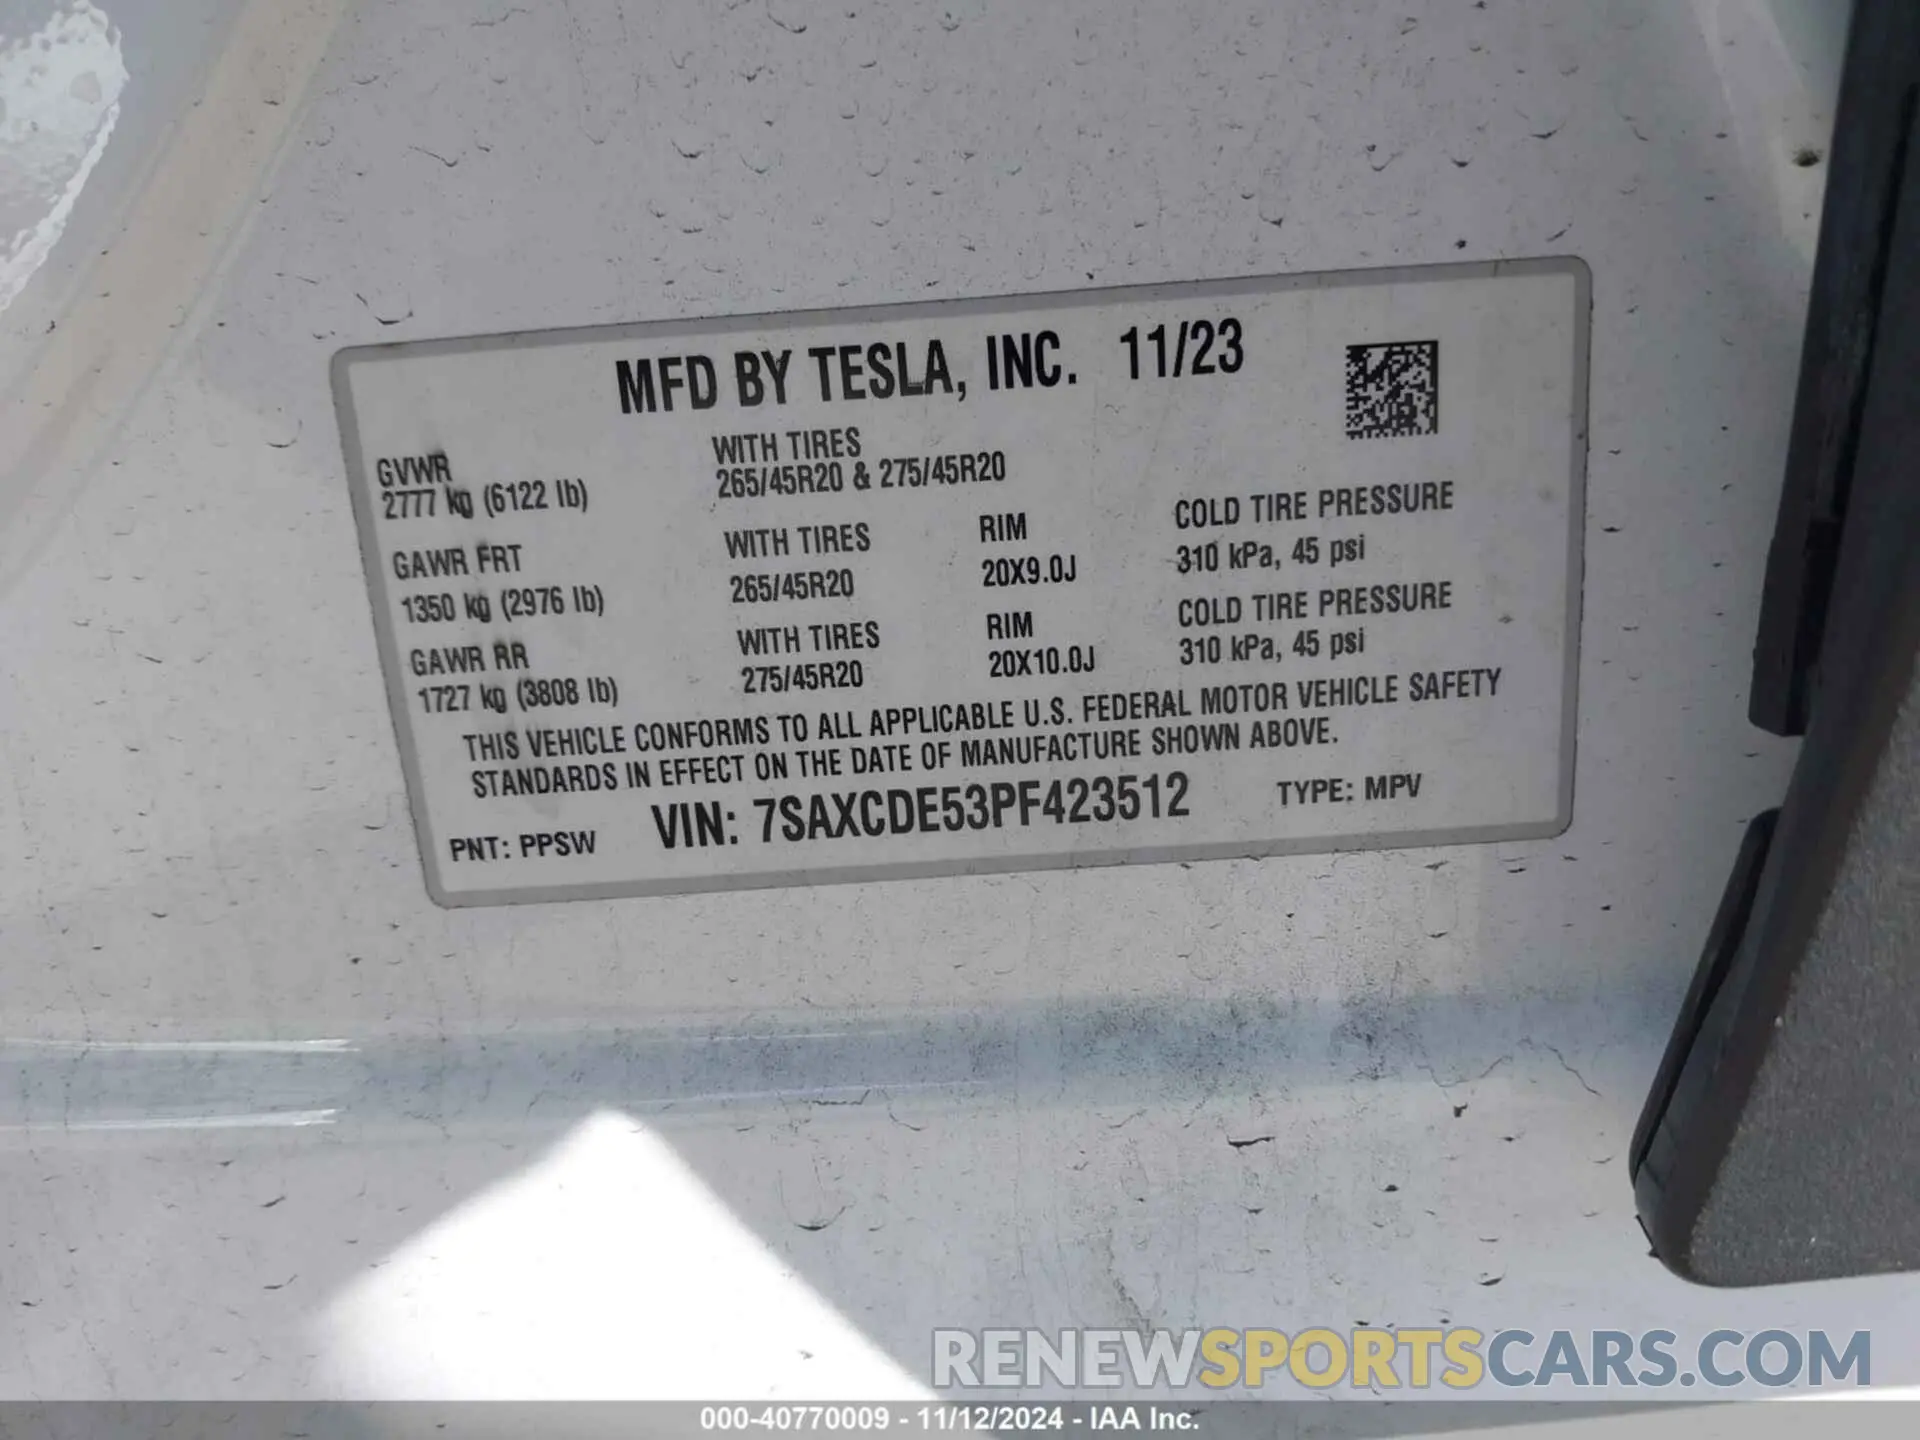 MFD BY TESLA, INC. 11/23
GVWR
2777 kg (6122 lb)
WITH TIRES
265/45R20 & 275/45R20
GAWR FRT
1350 kg (2976 lb)
WITH TIRES
265/45R20
RIM
20X9.0J
COLD TIRE PRESSURE
310 kPa, 45 psi
GAWR RR
1727 kg (3808 lb)
WITH TIRES
275/45R20
RIM
20X10.0J
COLD TIRE PRESSURE
310 kPa, 45 psi
THIS VEHICLE CONFORMS TO ALL APPLICABLE U.S. FEDERAL MOTOR VEHICLE SAFETY
STANDARDS IN EFFECT ON THE DATE OF MANUFACTURE SHOWN ABOVE.
PNT: PPSW VIN: 7SAXCDE53PF423512 TYPE: MPV
RENEWSPORTSCARS.COM
000-40770009 - 11/12/2024 - IAA Inc.